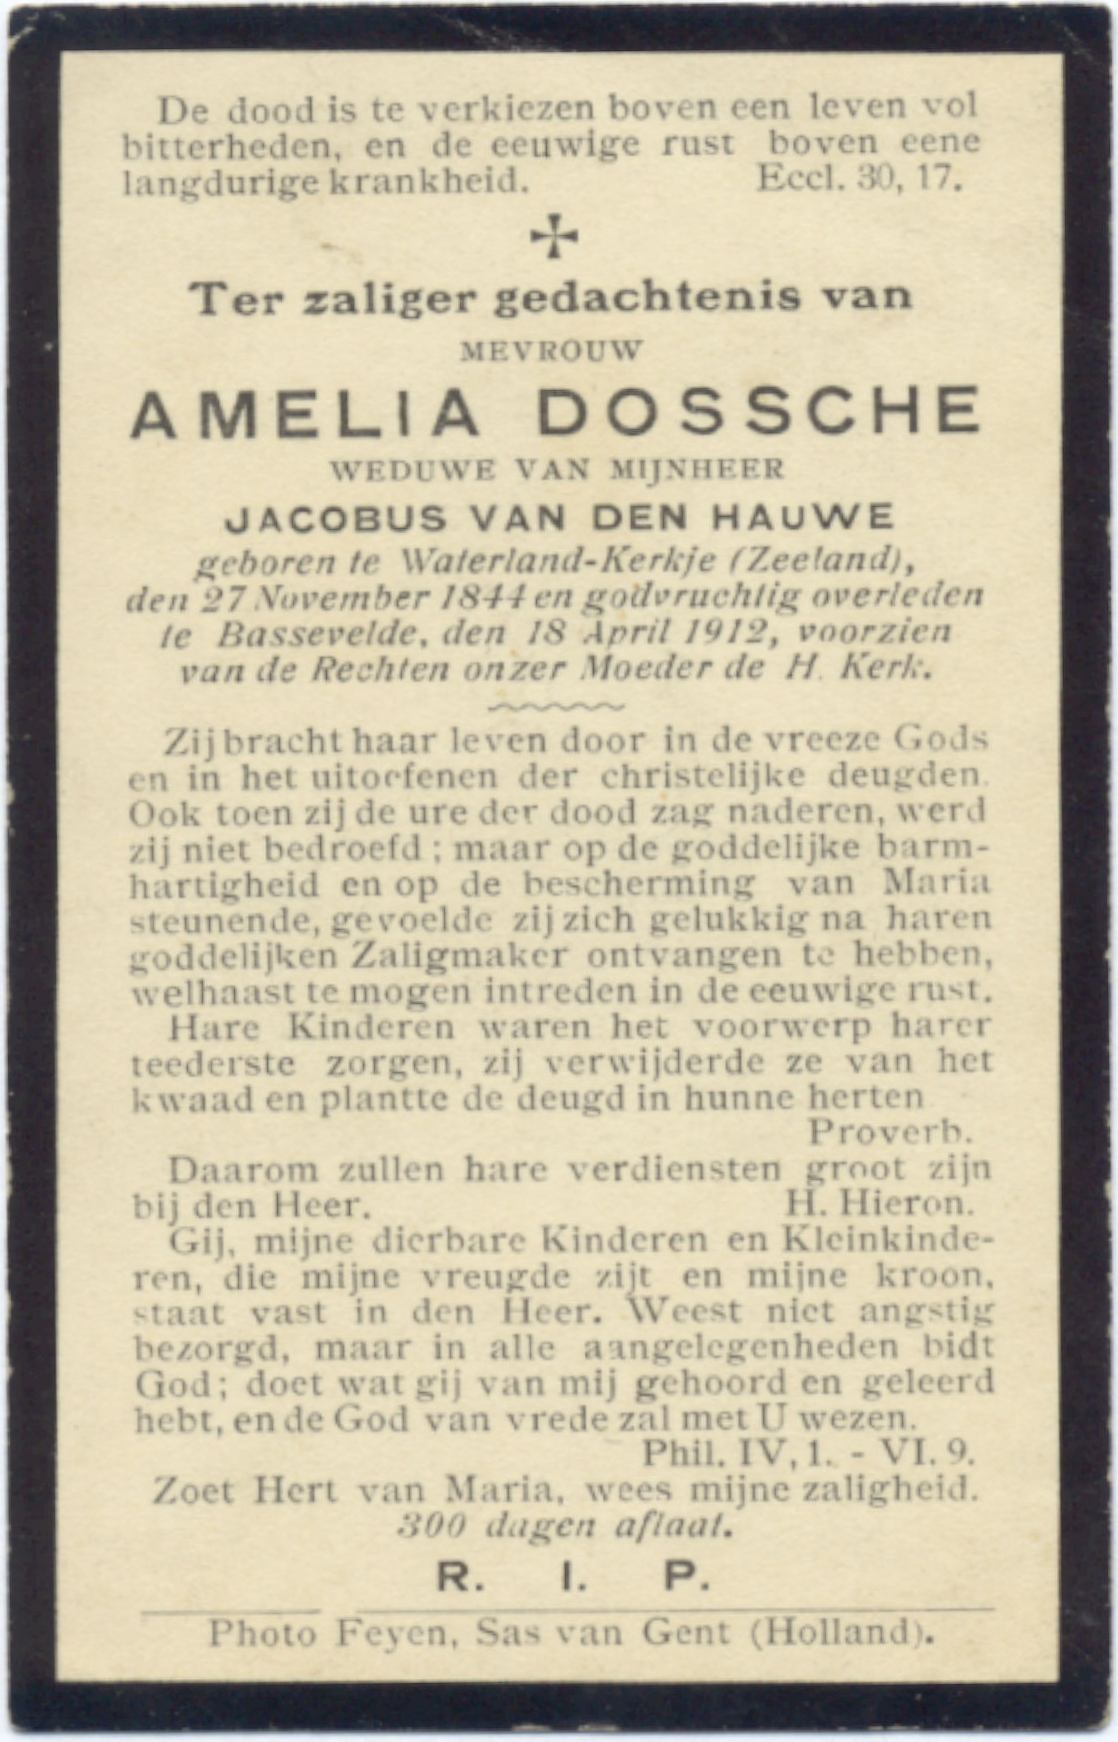 De dood is te verkiezen boven een leven vol
bitterheden, en de eeuwige rust boven eene
langdurige krankheid. Eccl. 30, 17.
Ter zaliger gedachtenis van
MEVROUW
AMELIA DOSSCHE
WEDUWE VAN MIJNHEER
JACOBUS VAN DEN HAUWE
geboren te Waterland-Kerkje (Zeeland),
den 27 November 1844 en godvruchtig overleden
te Bassevelde, den 18 April 1912, voorzien
van de Rechten onzer Moeder de H. Kerk.
Zij bracht haar leven door in de vreeze Gods
en in het uitoefenen der christelijke deugden.
Ook toen zij de ure der dood zag naderen, werd
zij niet bedroefd ; maar op de goddelijke barm-
hartigheid en op de bescherming van Maria
steunende, gevoelde zij zich gelukkig na haren
goddelijken Zaligmaker ontvangen te hebben,
welhaast te mogen intreden in de eeuwige rust.
Hare Kinderen waren het voorwerp harer
teederste zorgen, zij verwijderde ze van het
kwaad en plantte de deugd in hunne herten
Proverb.
Daarom zullen hare verdiensten groot zijn
bij den Heer. H. Hieron.
Gij, mijne dierbare Kinderen en Kleinkinde-
ren, die mijne vreugde zijt en mijne kroon,
staat vast in den Heer. Weest niet angstig
bezorgd, maar in alle aangelegenheden bidt
God ; doet wat gij van mij gehoord en geleerd
hebt, en de God van vrede zal met U wezen.
Phil. IV, 1. - VI. 9.
Zoet Hert van Maria, wees mijne zaligheid.
300 dagen aflaat.
R. I. P.
Photo Feyen, Sas van Gent (Holland).